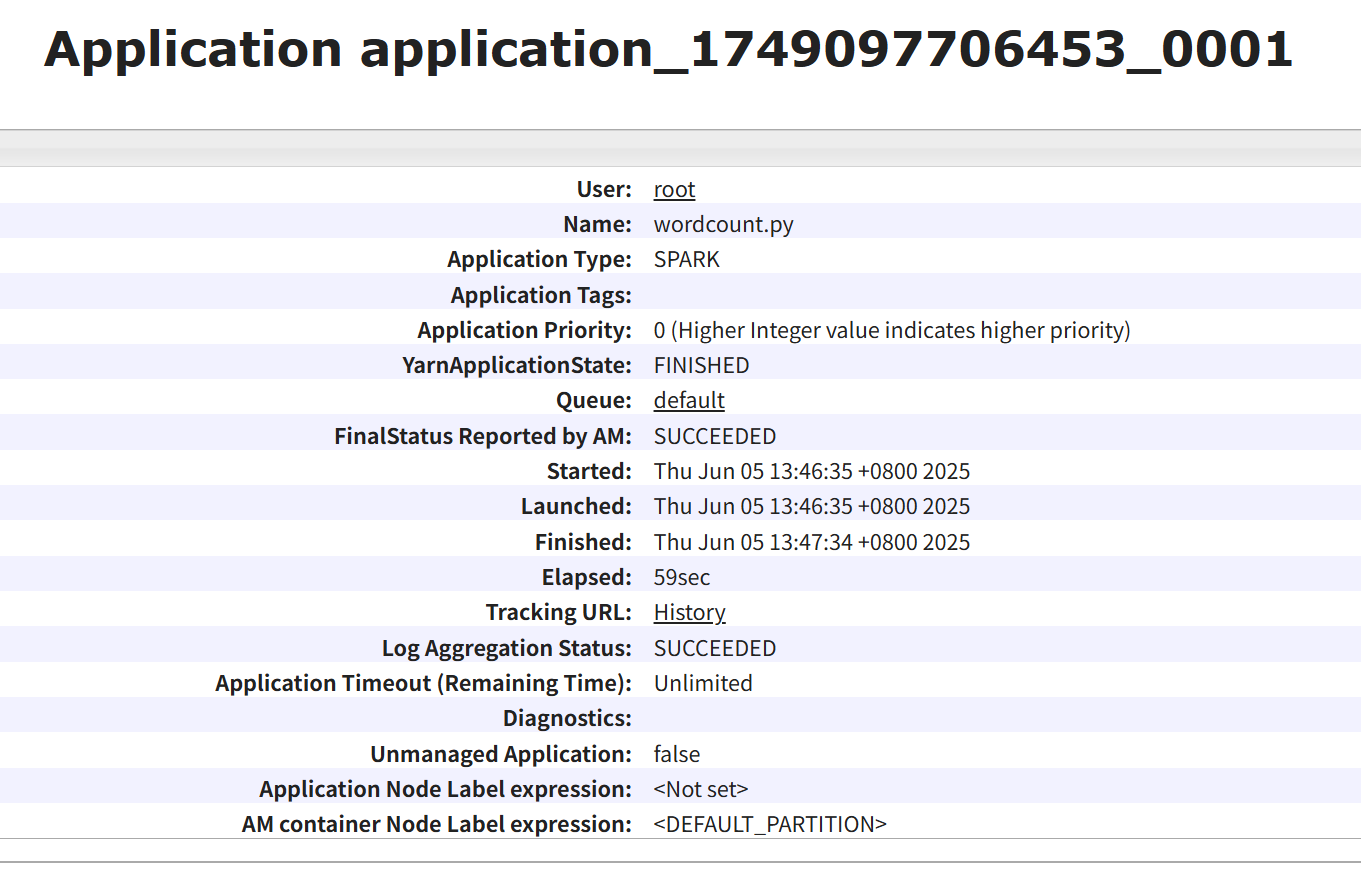 Application application_1749097706453_0001
User: root
Name: wordcount.py
Application Type: SPARK
Application Tags:
Application Priority: 0 (Higher Integer value indicates higher priority)
YarnApplicationState: FINISHED
Queue: default
FinalStatus Reported by AM: SUCCEEDED
Started: Thu Jun 05 13:46:35 +0800 2025
Launched: Thu Jun 05 13:46:35 +0800 2025
Finished: Thu Jun 05 13:47:34 +0800 2025
Elapsed: 59sec
Tracking URL: History
Log Aggregation Status: SUCCEEDED
Application Timeout (Remaining Time): Unlimited
Diagnostics:
Unmanaged Application: false
Application Node Label expression: <Not set>
AM container Node Label expression: <DEFAULT_PARTITION>